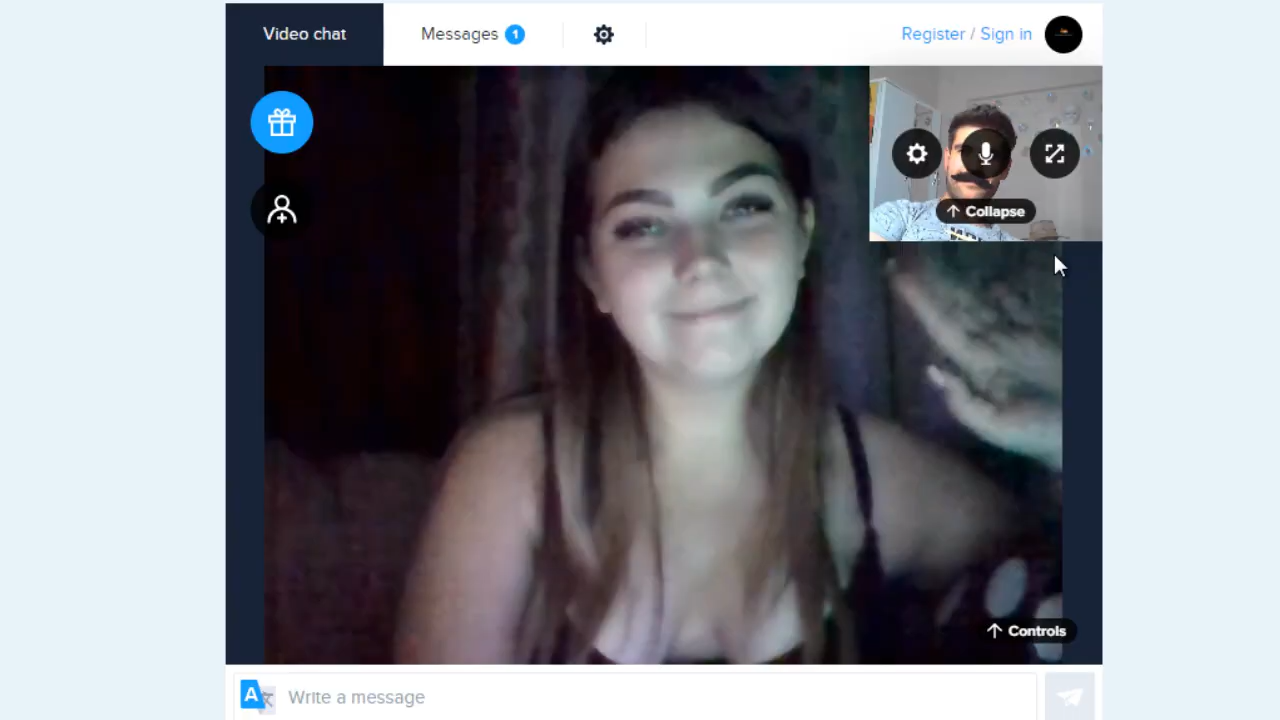 Video chat
Messages 1
Register / Sign in
Collapse
Controls
A
Write a message